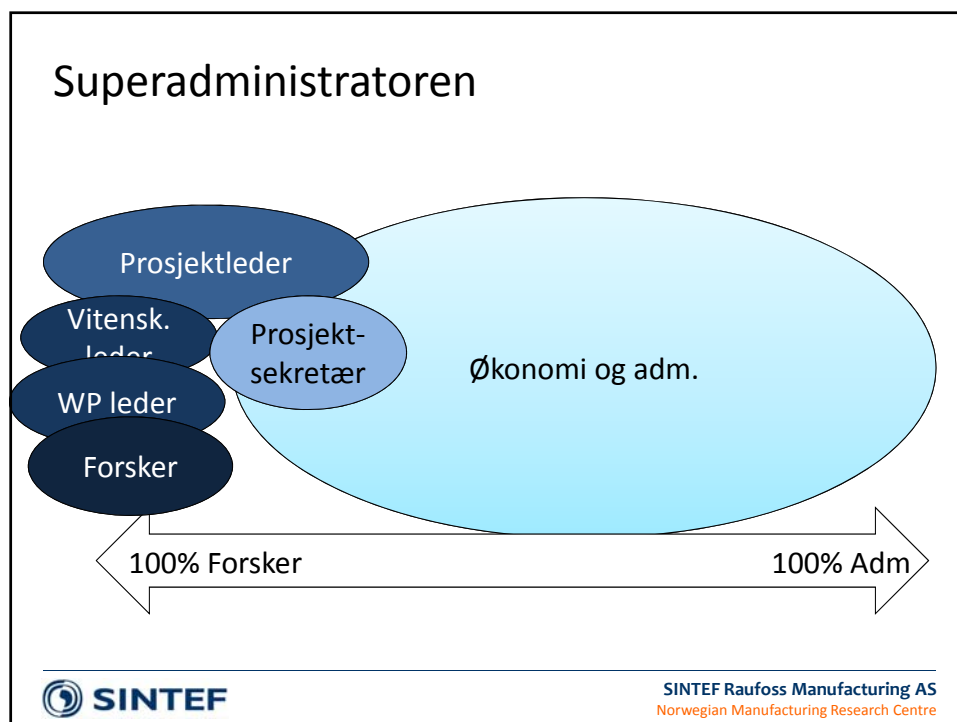 Superadministratoren
Prosjektleder
Vitensk.
leder
Prosjekt-
sekretær
Økonomi og adm.
WP leder
Forsker
100% Forsker
100% Adm
SINTEF
SINTEF Raufoss Manufacturing AS
Norwegian Manufacturing Research Centre